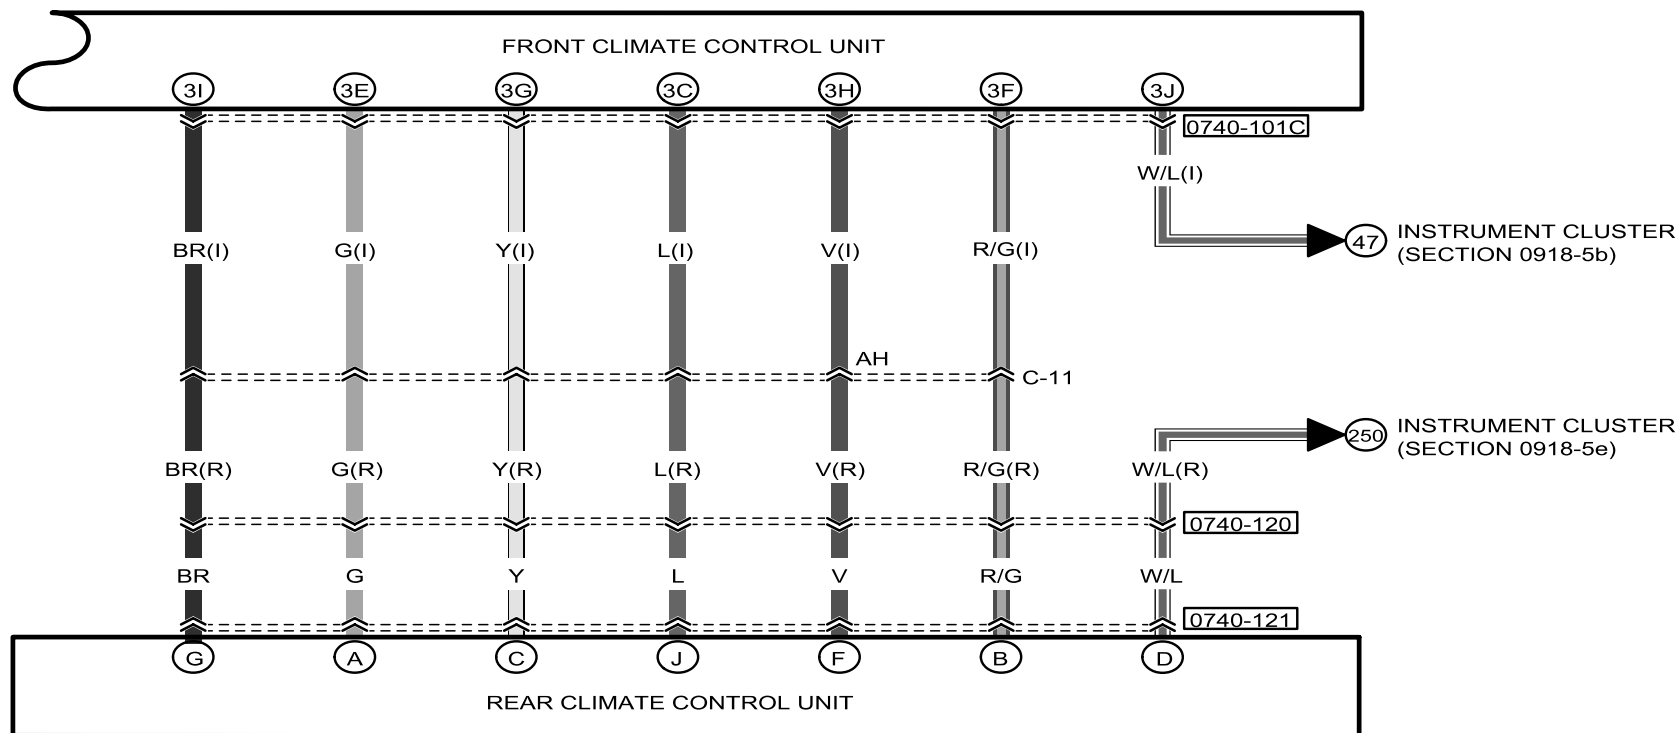 FRONT CLIMATE CONTROL UNIT
3I 3E 3G 3C 3H 3F 3J
0740-101C
W/L(I)
INSTRUMENT CLUSTER
47
(SECTION 0918-5b)
BR(I) G(I) Y(I) L(I) V(I) R/G(I)
AH
C-11
INSTRUMENT CLUSTER
250
(SECTION 0918-5e)
BR(R) G(R) Y(R) L(R) V(R) R/G(R) W/L(R)
0740-120
BR G Y L V R/G W/L
0740-121
G A C J F B D
REAR CLIMATE CONTROL UNIT